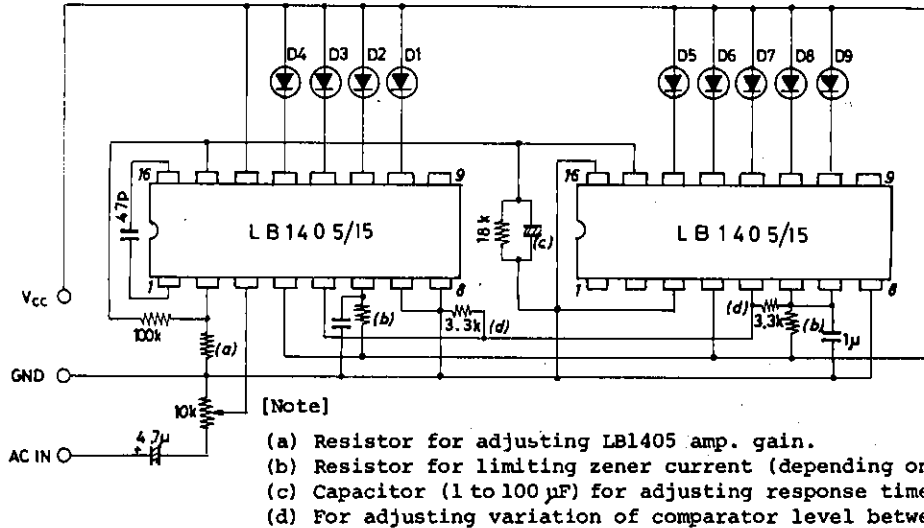 D4 D3 D2 D1 D5 D6 D7 D8 D9
16 9 16 9
47p LB1405/15 18k (c) LB1405/15
1 8 1 8
Vcc
100k (a) (b) 3.3k (d) (d) 3.3k (b) 1μ
GND
10k [Note]
4.7μ (a) Resistor for adjusting LB1405 amp. gain.
AC IN + (b) Resistor for limiting zener current (depending on
(c) Capacitor (1 to 100 μF) for adjusting response time
(d) For adjusting variation of comparator level betwe